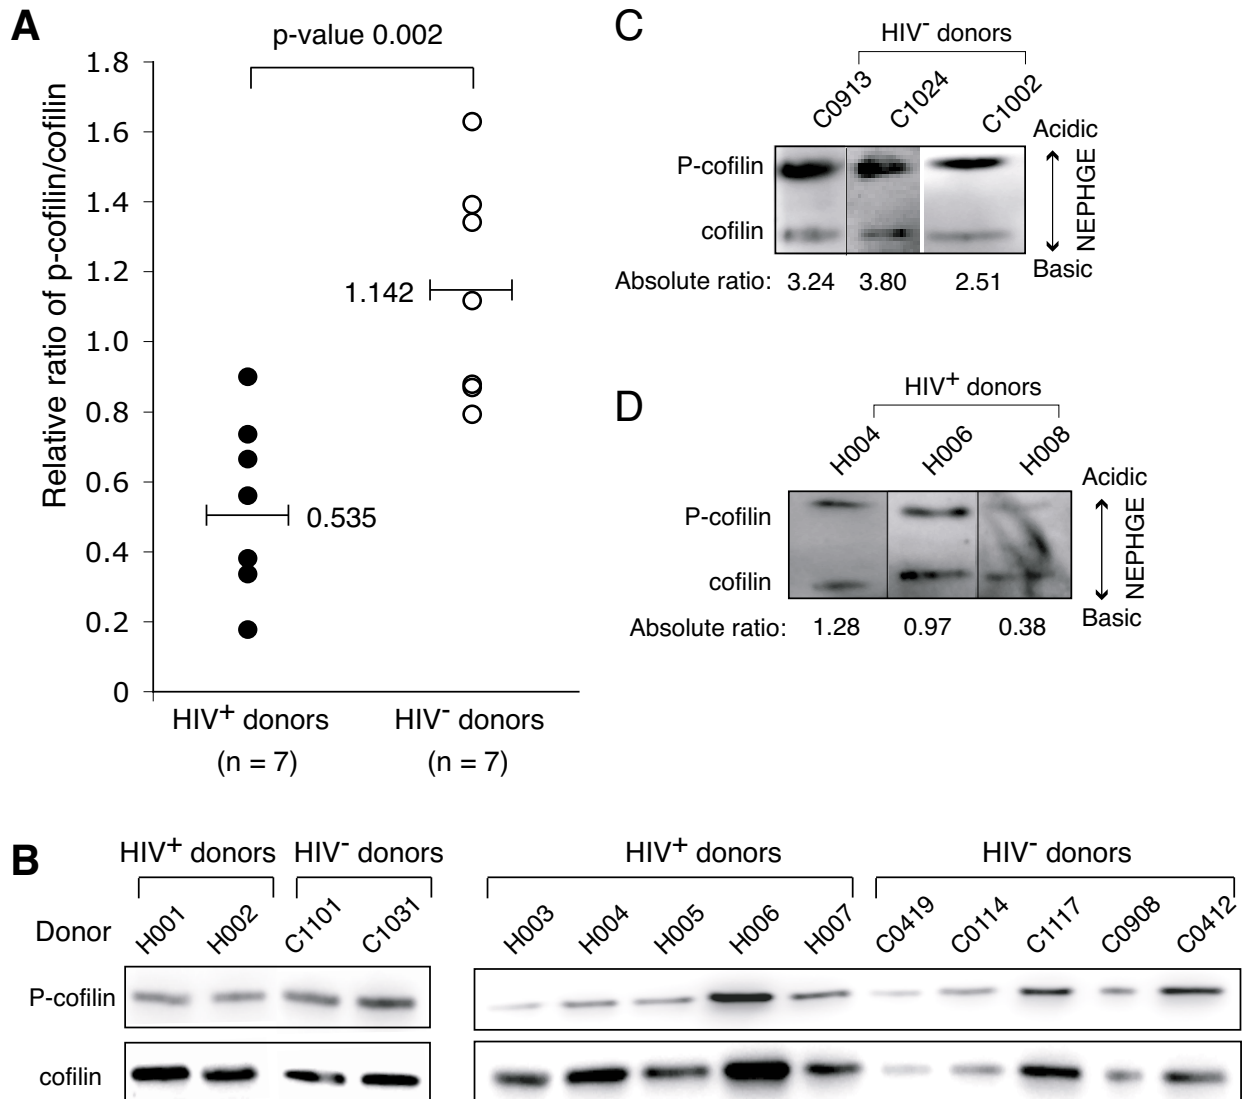 A
p-value 0.002
Relative ratio of p-cofilin/cofilin
1.8
1.6
1.4
1.2
1.0
0.8
0.6
0.4
0.2
0
1.142
0.535
HIV+ donors
(n = 7)
HIV- donors
(n = 7)
C
HIV- donors
C0913
C1024
C1002
P-cofilin
cofilin
Acidic
NEPHGE
Basic
Absolute ratio: 3.24 3.80 2.51
D
HIV+ donors
H004
H006
H008
P-cofilin
cofilin
Acidic
NEPHGE
Basic
Absolute ratio: 1.28 0.97 0.38
B
HIV+ donors HIV- donors HIV+ donors HIV- donors
Donor H001 H002 C1101 C1031 H003 H004 H005 H006 H007 C0419 C0114 C1117 C0908 C0412
P-cofilin
cofilin